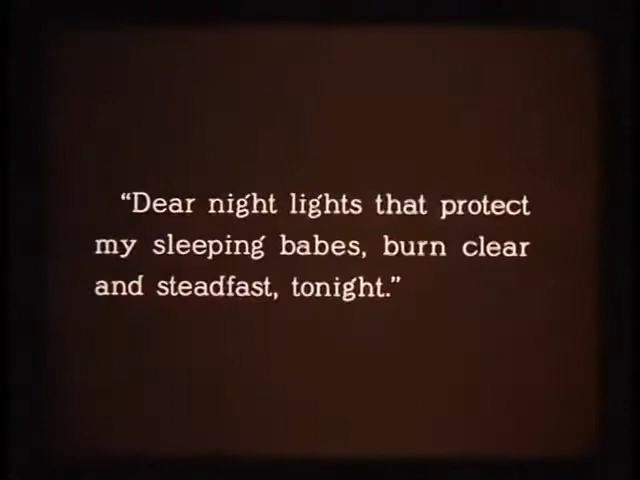 “Dear night lights that protect
my sleeping babes, burn clear
and steadfast, tonight.”